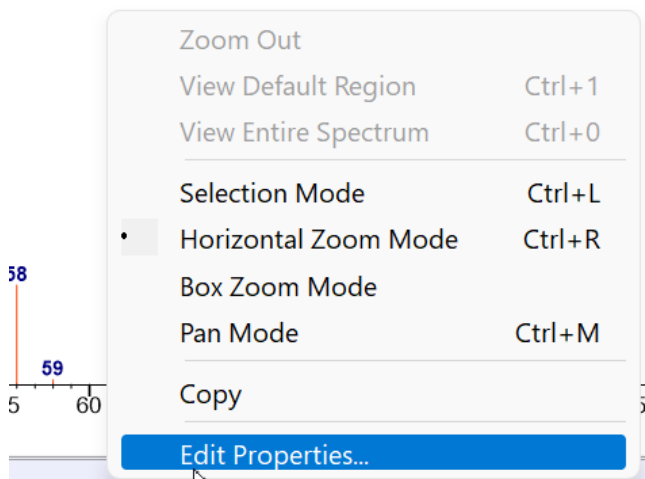 Zoom Out
View Default Region Ctrl+1
View Entire Spectrum Ctrl+0
Selection Mode Ctrl+L
Horizontal Zoom Mode Ctrl+R
Box Zoom Mode
Pan Mode Ctrl+M
Copy
Edit Properties...
58
59
60